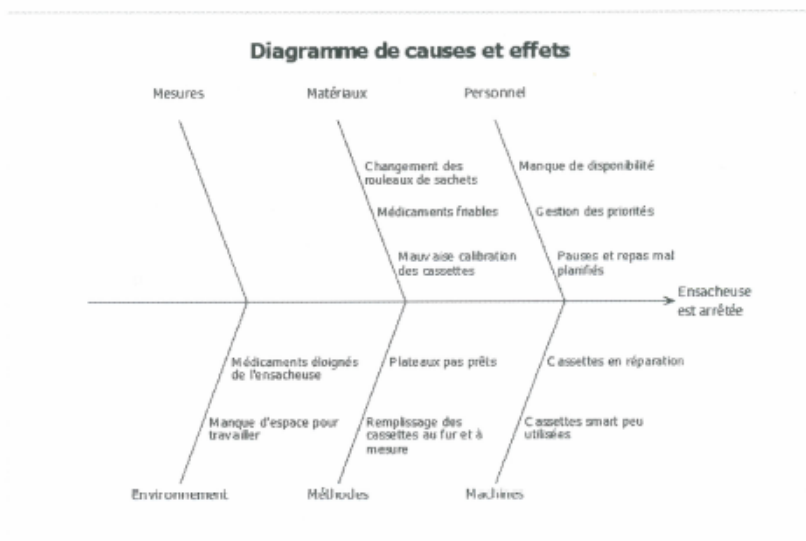 Diagramme de causes et effets
Mesures
Matériaux
Personnel
Changement des
rouleaux de sachets
Médicaments friables
Mauvaise calibration
des cassettes
Manque de disponibilité
Gestion des priorités
Pauses et repas mal
planifiés
Ensacheuse
est arrêtée
Médicaments éloignés
de l'ensacheuse
Manque d'espace pour
travailler
Plateaux pas prêts
Remplissage des
cassettes au fur et à
mesure
Cassettes en réparation
Cassettes smart peu
utilisées
Environnement
Méthodes
Machines